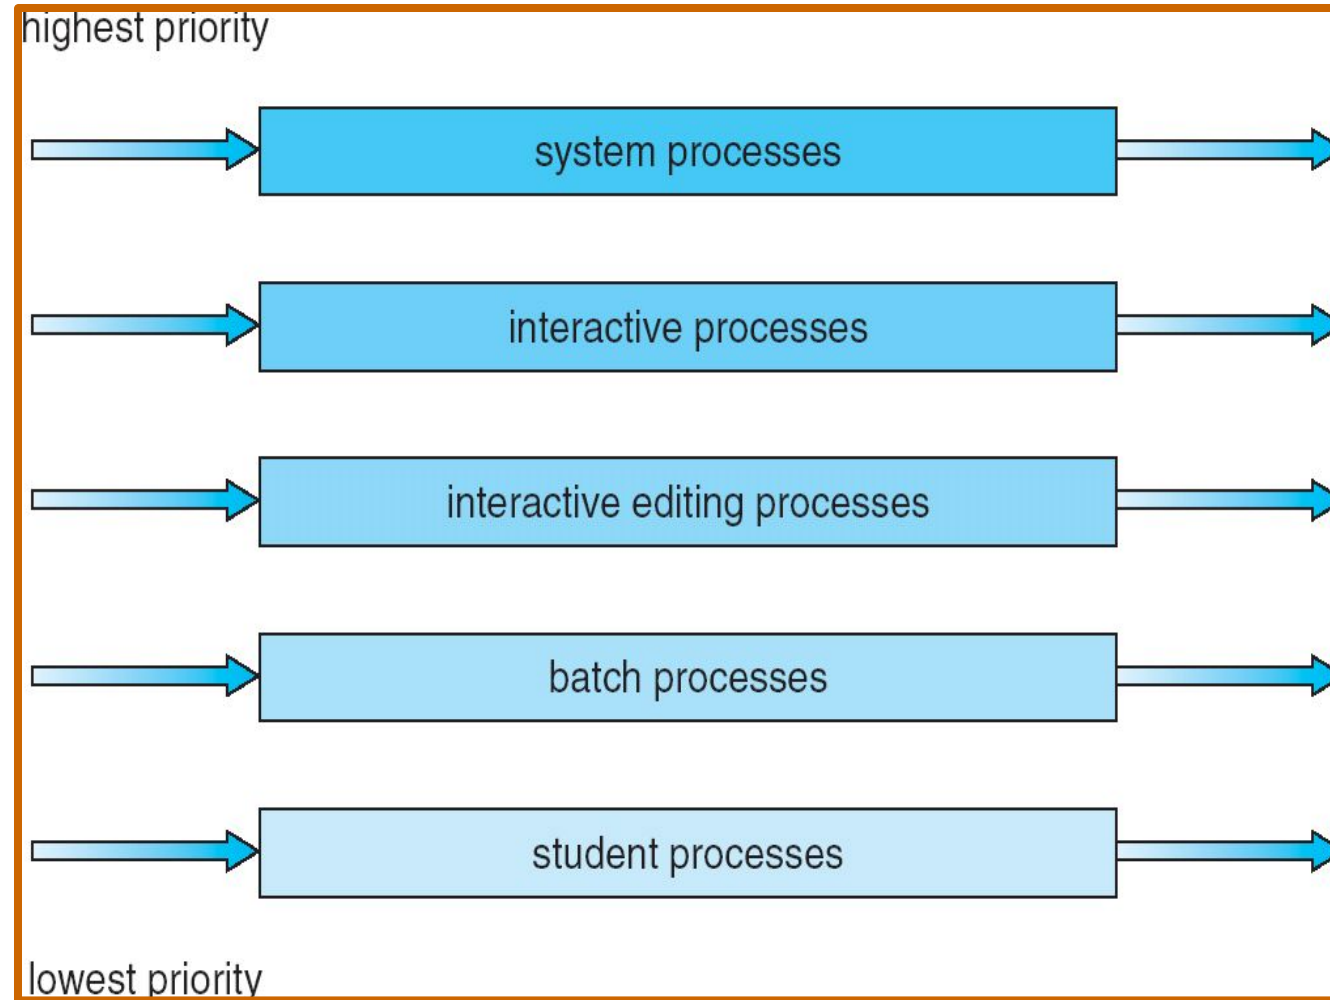 highest priority
system processes
interactive processes
interactive editing processes
batch processes
student processes
lowest priority